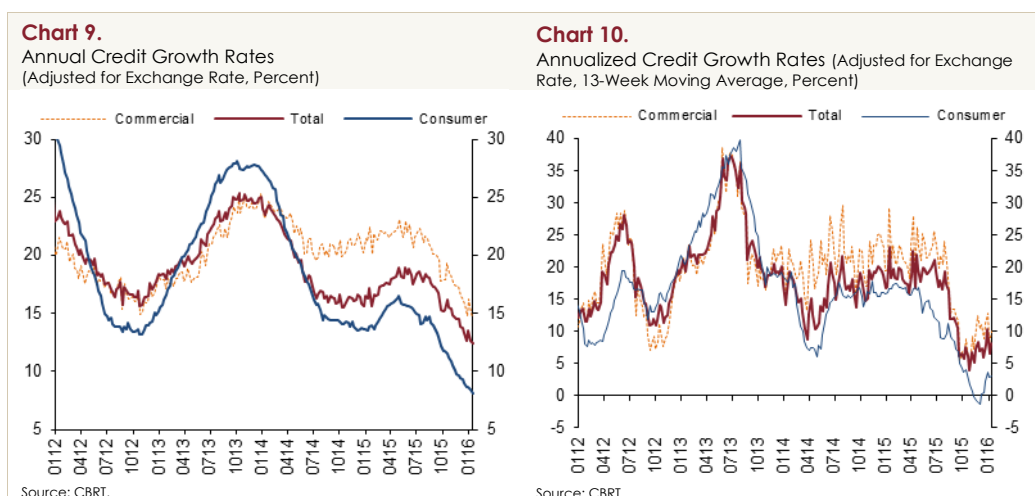 Chart 9.
Annual Credit Growth Rates
(Adjusted for Exchange Rate, Percent)
Commercial Total Consumer
30 30
25 25
20 20
15 15
10 10
5 5
0112 0412 0712 1012 0113 0413 0713 1013 0114 0414 0714 1014 0115 0415 0715 1015 0116
Source: CBRT.
Chart 10.
Annualized Credit Growth Rates (Adjusted for Exchange
Rate, 13-Week Moving Average, Percent)
Commercial Total Consumer
40 40
35 35
30 30
25 25
20 20
15 15
10 10
5 5
0 0
-5 -5
0112 0412 0712 1012 0113 0413 0713 1013 0114 0414 0714 1014 0115 0415 0715 1015 0116
Source: CBRT